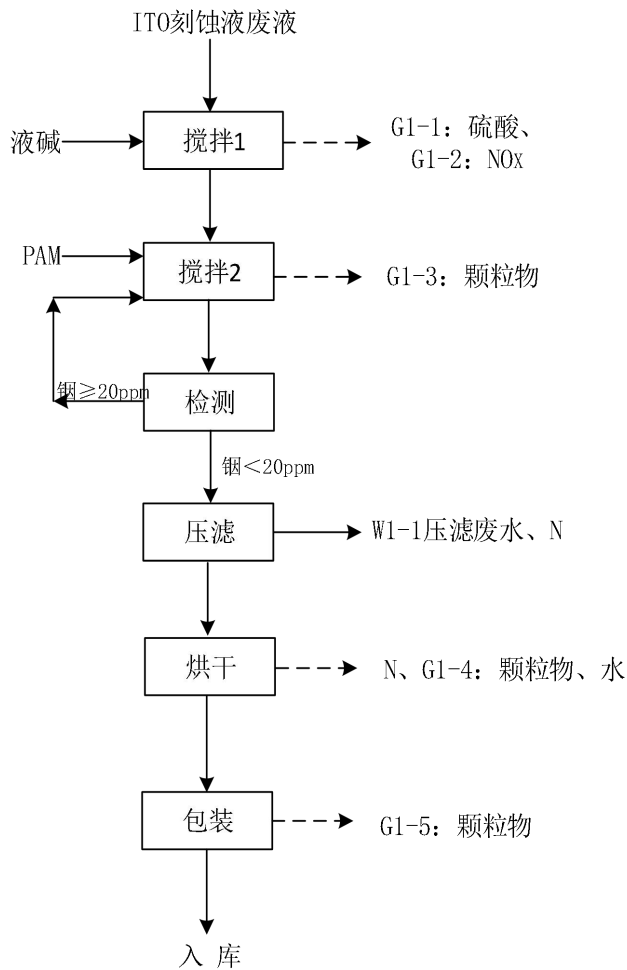 ITO刻蚀液废液
液碱
搅拌1
G1-1：硫酸、
G1-2：NOx
PAM
搅拌2
G1-3：颗粒物
铟≥20ppm
检测
铟＜20ppm
压滤
W1-1压滤废水、N
烘干
N、G1-4：颗粒物、水
包装
G1-5：颗粒物
入 库